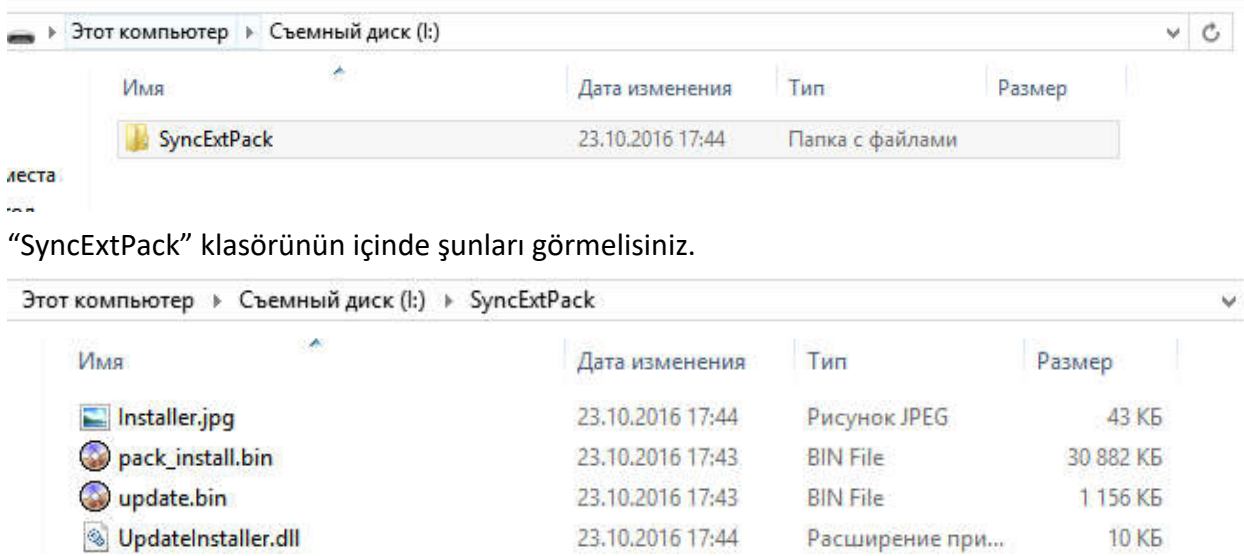 Этот компьютер Съемный диск (I:)
Имя Дата изменения Тип Размер
SyncExtPack 23.10.2016 17:44 Папка с файлами
места
“SyncExtPack” klasörünün içinde şunları görmelisiniz.
Этот компьютер Съемный диск (I:) SyncExtPack
Имя Дата изменения Тип Размер
Installer.jpg 23.10.2016 17:44 Рисунок JPEG 43 КБ
pack_install.bin 23.10.2016 17:43 BIN File 30 882 КБ
update.bin 23.10.2016 17:43 BIN File 1 156 КБ
UpdateInstaller.dll 23.10.2016 17:44 Расширение при... 10 КБ